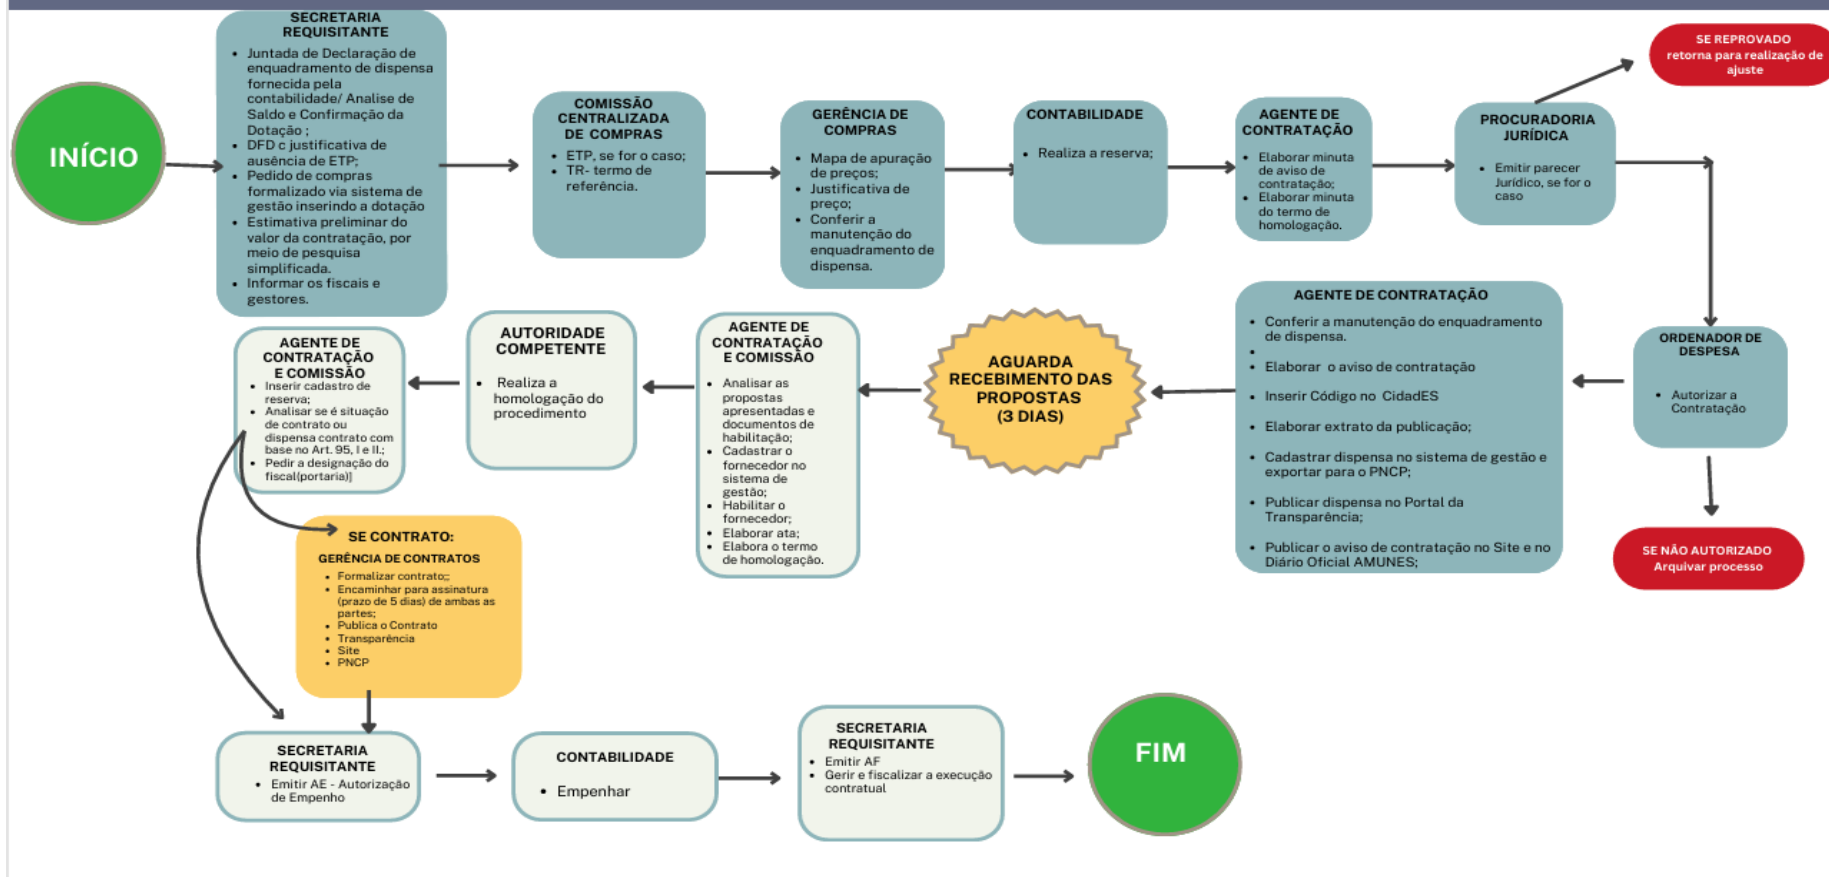 INÍCIO
SECRETARIA
REQUISITANTE
• Juntada de Declaração de
enquadramento de dispensa
fornecida pela
contabilidade/ Analise de
Saldo e Confirmação da
Dotação ;
• DFD c justificativa de
ausência de ETP;
• Pedido de compras
formalizado via sistema de
gestão inserindo a dotação
• Estimativa preliminar do
valor da contratação, por
meio de pesquisa
simplificada.
• Informar os fiscais e
gestores.
COMISSÃO
CENTRALIZADA
DE COMPRAS
• ETP, se for o caso;
• TR- termo de
referência.
GERÊNCIA DE
COMPRAS
• Mapa de apuração
de preços;
• Justificativa de
preço;
• Conferir a
manutenção do
enquadramento de
dispensa.
CONTABILIDADE
• Realiza a reserva;
AGENTE DE
CONTRATAÇÃO
• Elaborar minuta
de aviso de
contratação;
• Elaborar minuta
do termo de
homologação.
PROCURADORIA
JURÍDICA
• Emitir parecer
Jurídico, se for o
caso
SE REPROVADO
retorna para realização de
ajuste
ORDENADOR DE
DESPESA
• Autorizar a
Contratação
SE NÃO AUTORIZADO
Arquivar processo
AGENTE DE CONTRATAÇÃO
• Conferir a manutenção do enquadramento
de dispensa.
•
• Elaborar o aviso de contratação
• Inserir Código no CidadES
• Elaborar extrato da publicação;
• Cadastrar dispensa no sistema de gestão e
exportar para o PNCP;
• Publicar dispensa no Portal da
Transparência;
• Publicar o aviso de contratação no Site e no
Diário Oficial AMUNES;
AGUARDA
RECEBIMENTO DAS
PROPOSTAS
(3 DIAS)
AGENTE DE
CONTRATAÇÃO
E COMISSÃO
• Analisar as
propostas
apresentadas e
documentos de
habilitação;
• Cadastrar o
fornecedor no
sistema de
gestão;
• Habilitar o
fornecedor;
• Elaborar ata;
• Elabora o termo
de homologação.
AUTORIDADE
COMPETENTE
• Realiza a
homologação do
procedimento
AGENTE DE
CONTRATAÇÃO
E COMISSÃO
• Inserir cadastro de
reserva;
• Analisar se é situação
de contrato ou
dispensa contrato com
base no Art. 95, I e II.;
• Pedir a designação do
fiscal(portaria)]
SE CONTRATO:
GERÊNCIA DE CONTRATOS
• Formalizar contrato;;
• Encaminhar para assinatura
(prazo de 5 dias) de ambas as
partes;
• Publica o Contrato
• Transparência
• Site
• PNCP
SECRETARIA
REQUISITANTE
• Emitir AE - Autorização
de Empenho
CONTABILIDADE
• Empenhar
SECRETARIA
REQUISITANTE
• Emitir AF
• Gerir e fiscalizar a execução
contratual
FIM